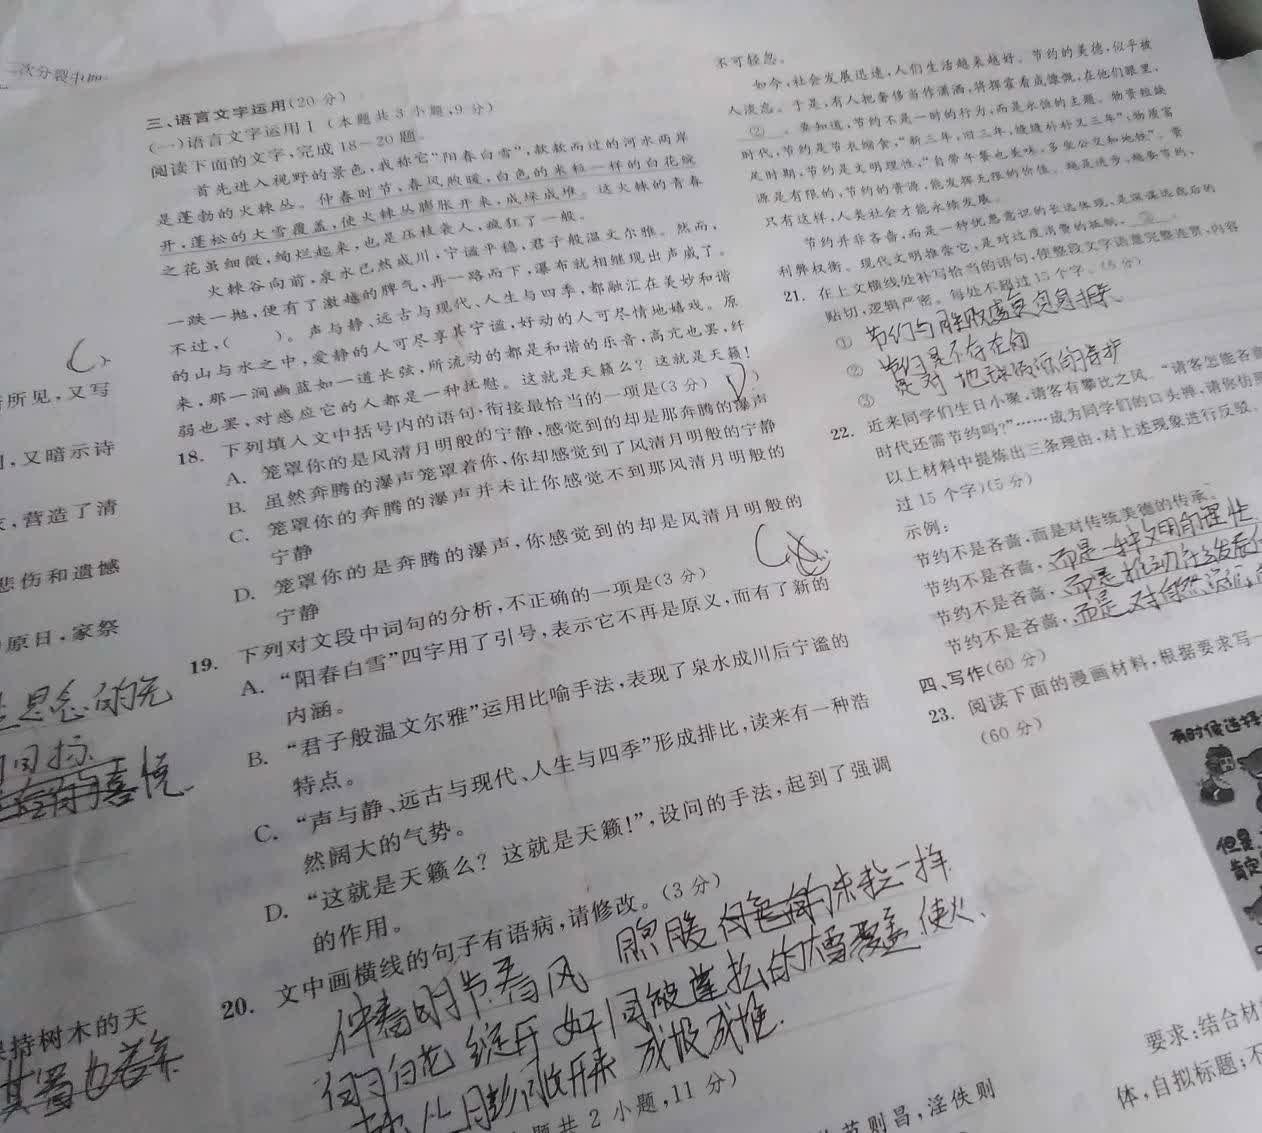 三、语言文字运用(20分)
(一)语言文字运用Ⅰ(本题共3小题,9分)
阅读下面的文字,完成18~20题。
首先进入视野的景色,我称它“阳春白雪”,款款而过的河水两岸
是蓬勃的火棘丛。仲春时节,春风煦暖,白色的米粒一样的白花绽
开,蓬松的大雪覆盖,使火棘丛膨胀开来,成垛成堆。这火棘的青春
之花虽细微,绚烂起来,也是压枝袭人,疯狂了一般。
火棘谷向前,泉水已然成川,宁谧平稳,君子般温文尔雅。然而,
一跌一抛,便有了激越的脾气,再一路而下,瀑布就相继现出声威了。
不过,( )。声与静、远古与现代、人生与四季,都融汇在美妙和谐
的山与水之中,爱静的人可尽享其宁谧,好动的人可尽情地嬉戏。原
来,那一涧幽蓝如一道长弦,所流动的都是和谐的乐音,高亢也罢,纤
弱也罢,对感应它的人都是一种抚慰。这就是天籁么?这就是天籁!
18. 下列填入文中括号内的语句,衔接最恰当的一项是(3分)
A. 笼罩你的是风清月明般的宁静,感觉到的却是那奔腾的瀑声
B. 虽然奔腾的瀑声笼罩着你,你却感觉到了风清月明般的宁静
C. 笼罩你的奔腾的瀑声并未让你感觉不到那风清月明般的
宁静
D. 笼罩你的是奔腾的瀑声,你感觉到的却是风清月明般的
宁静
19. 下列对文段中词句的分析,不正确的一项是(3分)
A. “阳春白雪”四字用了引号,表示它不再是原义,而有了新的
内涵。
B. “君子般温文尔雅”运用比喻手法,表现了泉水成川后宁谧的
特点。
C. “声与静、远古与现代、人生与四季”形成排比,读来有一种浩
然阔大的气势。
D. “这就是天籁么?这就是天籁!”,设问的手法,起到了强调
的作用。
20. 文中画横线的句子有语病,请修改。(3分)
仲春时节春风 煦暖 白色的米粒一样
的白花绽开 好像被蓬松的大雪覆盖 使火
棘丛膨胀开来 成垛成堆.
题共2小题,11分)
节则昌,淫佚则
不可轻忽。
如今,社会发展迅速,人们生活越来越好。节约的美德,似乎被
人淡忘。于是,有人把奢侈当作潇洒,将挥霍看成慷慨,在他们眼里,
②。要知道,节约不是一时的行为,而是永恒的主题。物资短缺
时代,节约是节衣缩食,“新三年,旧三年,缝缝补补又三年”;物质富
足时期,节约是文明理性,“自带午餐也美味,多坐公交和地铁”。资
源是有限的,节约的资源,能发挥无限的价值。越是进步,越要节约,
只有这样,人类社会才能永续发展。
节约并非吝啬,而是一种忧患意识的长远体现,是深谋远虑后的
利弊权衡。现代文明推崇它,是对过度消费的抵制,③。
21. 在上文横线处补写恰当的语句,使整段文字语意完整连贯,内容
贴切,逻辑严密。每处不超过15个字。(6分)
① 节约与胜败盛衰息息相关
② 节约是不存在的
③ 是对地球资源的保护
22. 近来同学们生日小聚,请客有攀比之风。“请客怎能吝啬
时代还需节约吗?”……成为同学们的口头禅,请你仿照
以上材料中提炼出三条理由,对上述现象进行反驳。
过15个字)(5分)
示例:
节约不是吝啬,而是对传统美德的传承。
节约不是吝啬,而是一种文明理性
节约不是吝啬,而是推动社会发展
节约不是吝啬,而是对自然资源
四、写作(60分)
23. 阅读下面的漫画材料,根据要求写一
(60分)
有时候选择
但是
肯定
要求:结合材
体,自拟标题;不
所见,又写
,又暗示诗
,营造了清
悲伤和遗憾
原日,家祭
思念
喜悦
持树木的天